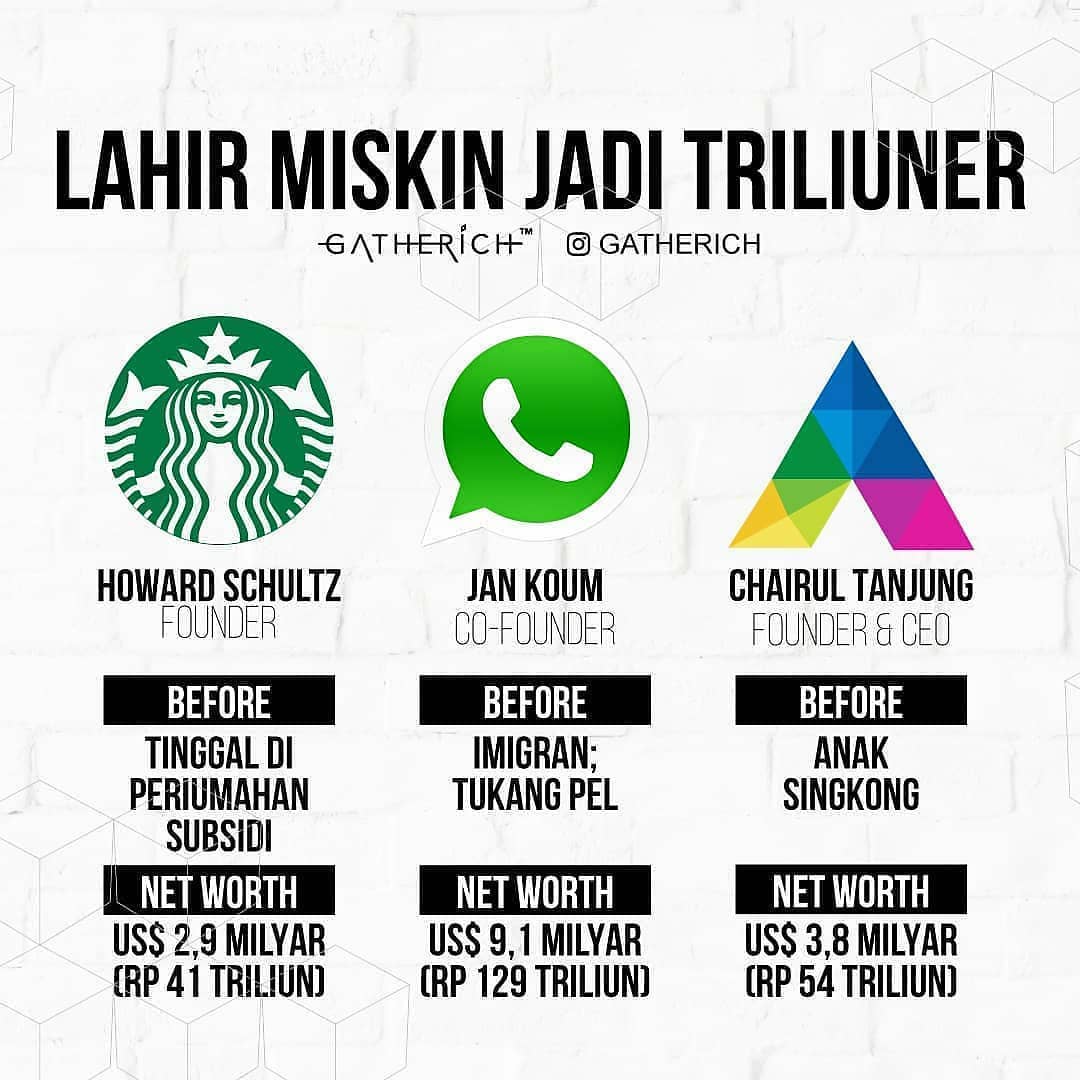 LAHIR MISKIN JADI TRILIUNER
GATHERICH™ GATHERICH
HOWARD SCHULTZ
FOUNDER
BEFORE
TINGGAL DI
PERIUMAHAN
SUBSIDI
NET WORTH
US$ 2,9 MILYAR
(RP 41 TRILIUN)
JAN KOUM
CO-FOUNDER
BEFORE
IMIGRAN;
TUKANG PEL
NET WORTH
US$ 9,1 MILYAR
(RP 129 TRILIUN)
CHAIRUL TANJUNG
FOUNDER & CEO
BEFORE
ANAK
SINGKONG
NET WORTH
US$ 3,8 MILYAR
(RP 54 TRILIUN)